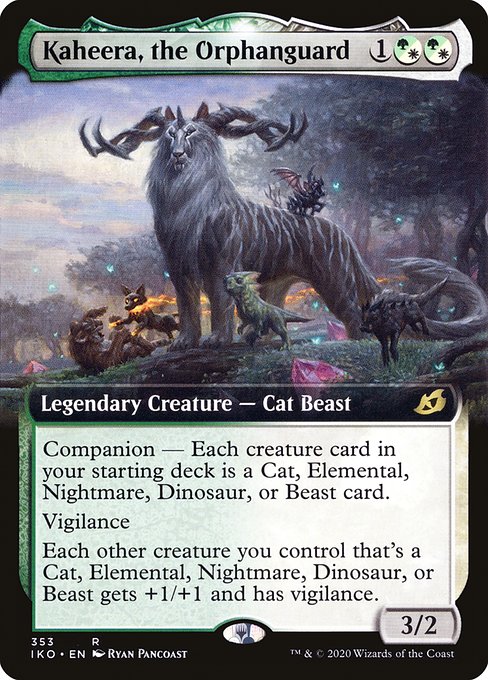 Kaheera, the Orphanguard 1
Legendary Creature — Cat Beast
Companion — Each creature card in
your starting deck is a Cat, Elemental,
Nightmare, Dinosaur, or Beast card.
Vigilance
Each other creature you control that's a
Cat, Elemental, Nightmare, Dinosaur, or
Beast gets +1/+1 and has vigilance.
3/2
353 R
IKO • EN Ryan Pancoast
™ & © 2020 Wizards of the Coast